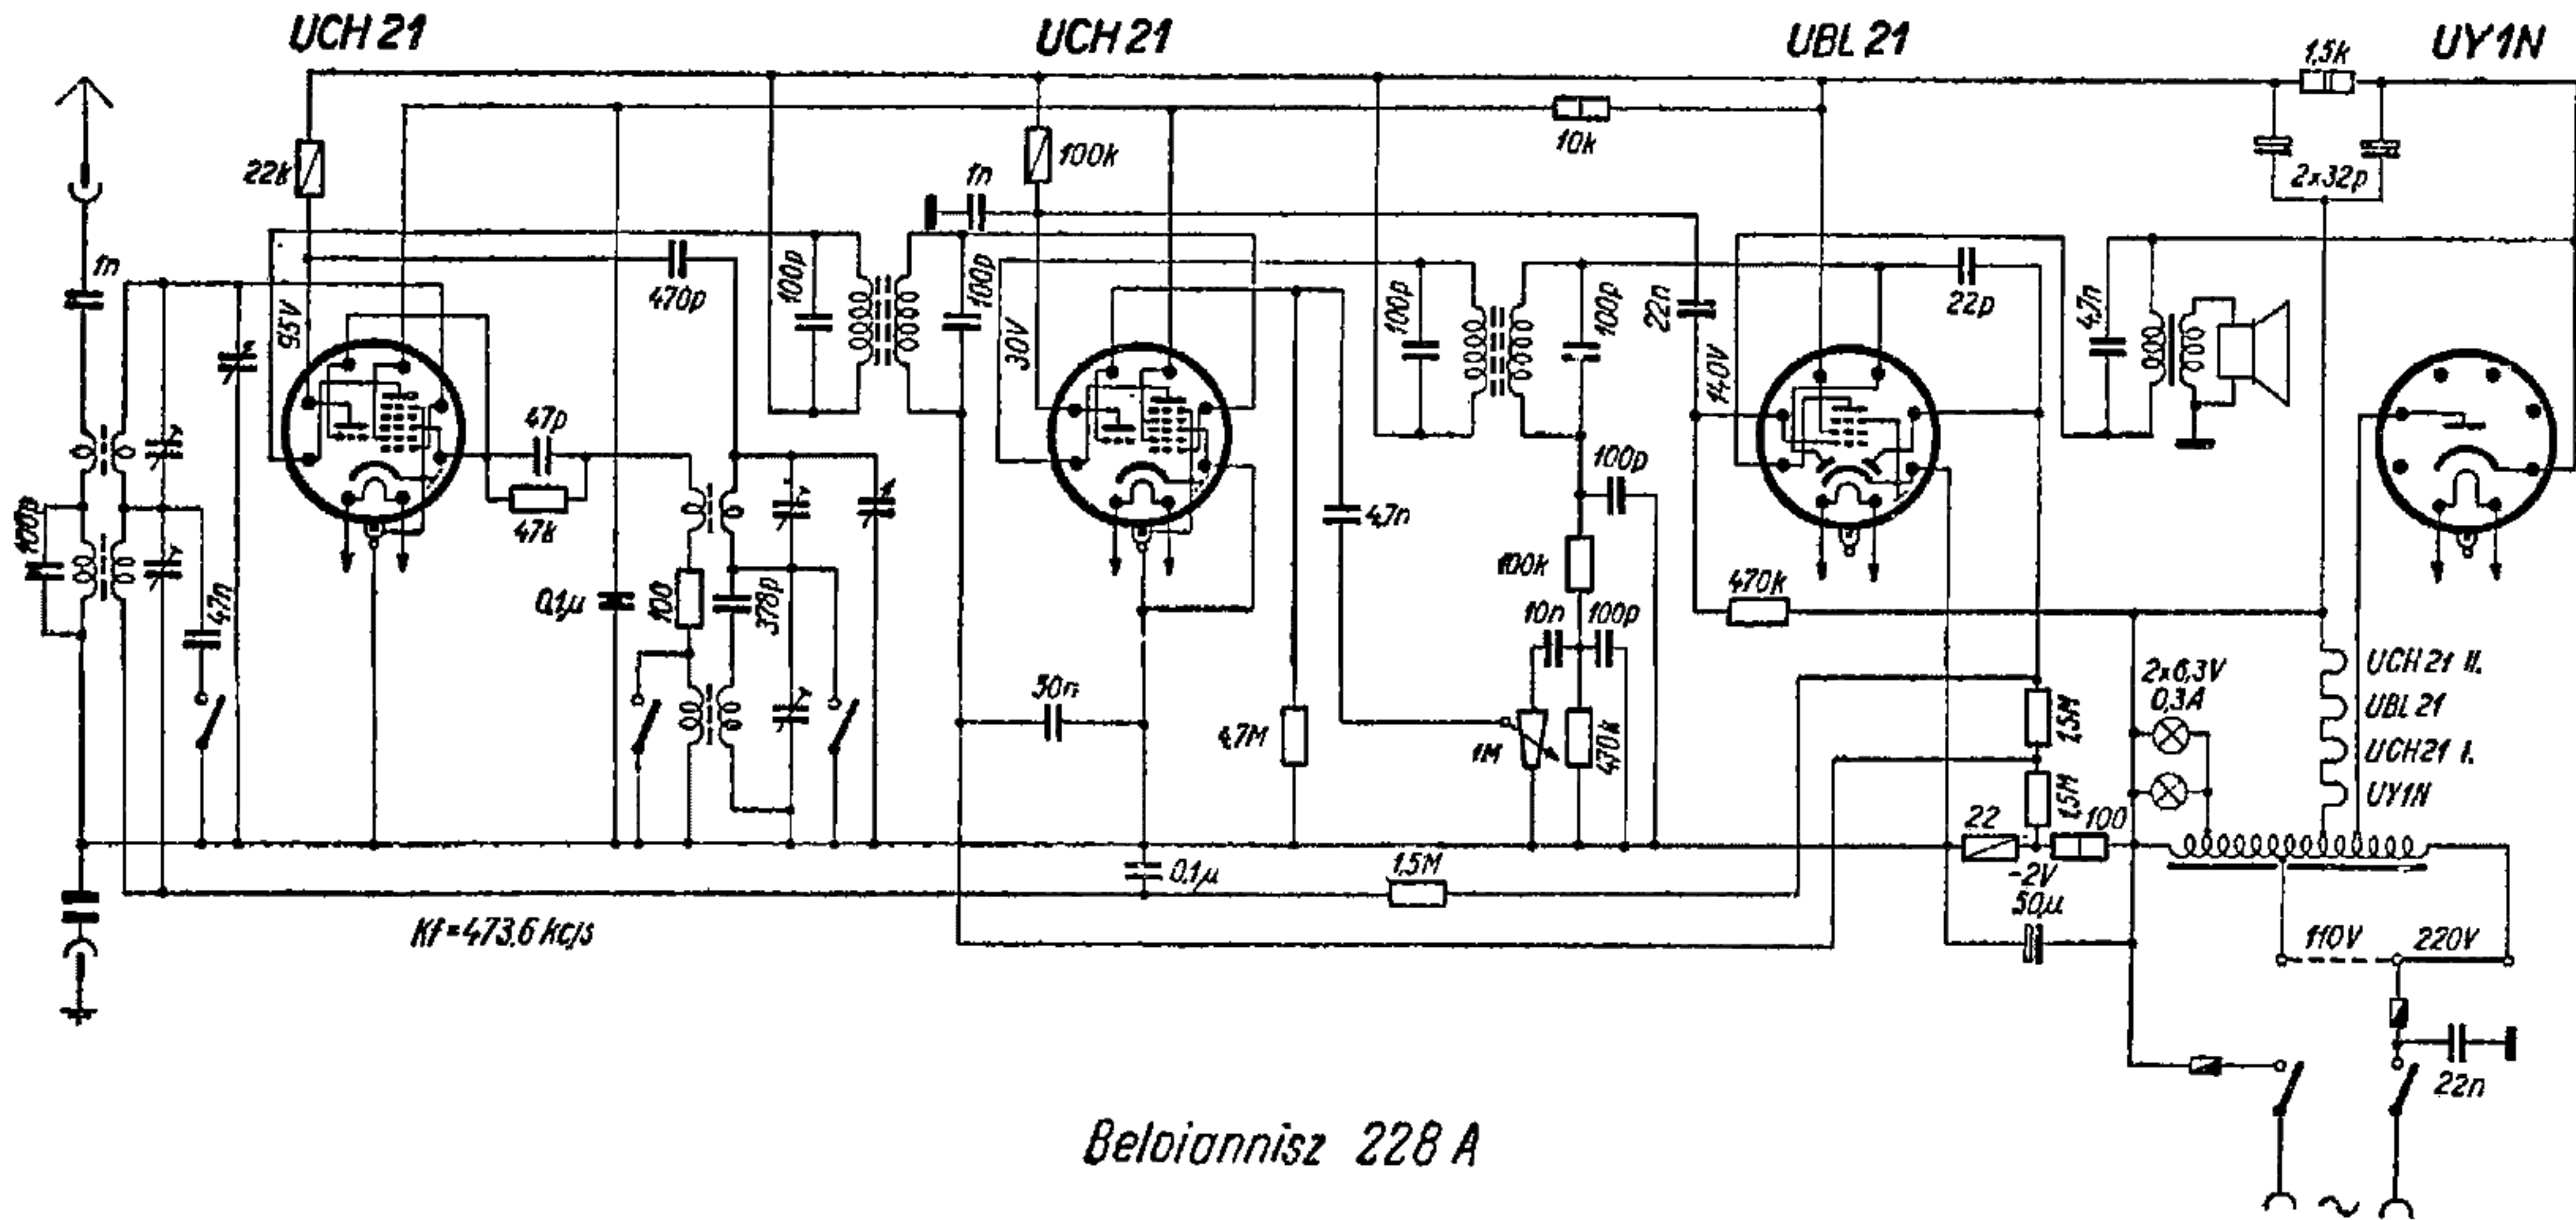 UCH 21
UCH 21
UBL 21
UY1N
1,5k
10k
22k
100k
1n
2x32p
1n
470p
100p
100p
95V
30V
100p
100p
22n
22p
140V
4,7n
47p
47k
100p
4,7n
100p
100k
470k
47n
0,1µ
100
378p
10n
100p
UCH 21 II.
UBL 21
UCH21 I.
UY1N
2x6,3V
0,3A
50n
4,7M
1M
470k
1,5M
1,5M
22
100
-2V
50µ
0,1µ
1,5M
Kf=473,6 kc/s
110V
220V
22n
Beloiannisz 228 A